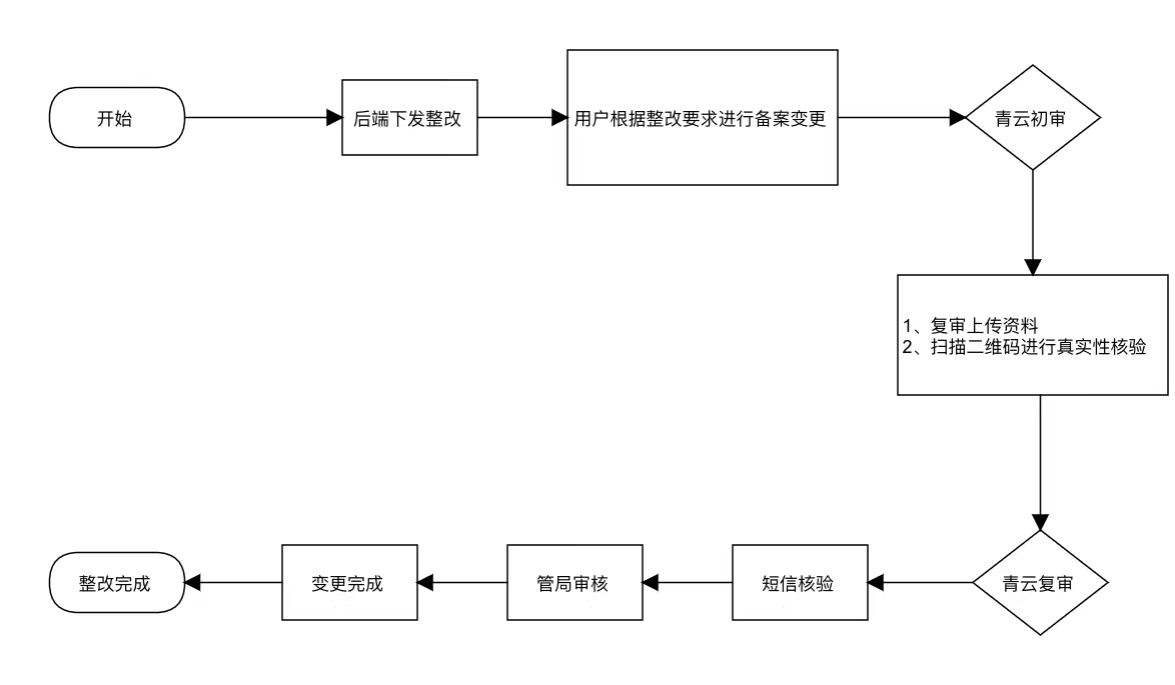 开始
后端下发整改
用户根据整改要求进行备案变更
青云初审
1、复审上传资料
2、扫描二维码进行真实性核验
青云复审
短信核验
管局审核
变更完成
整改完成